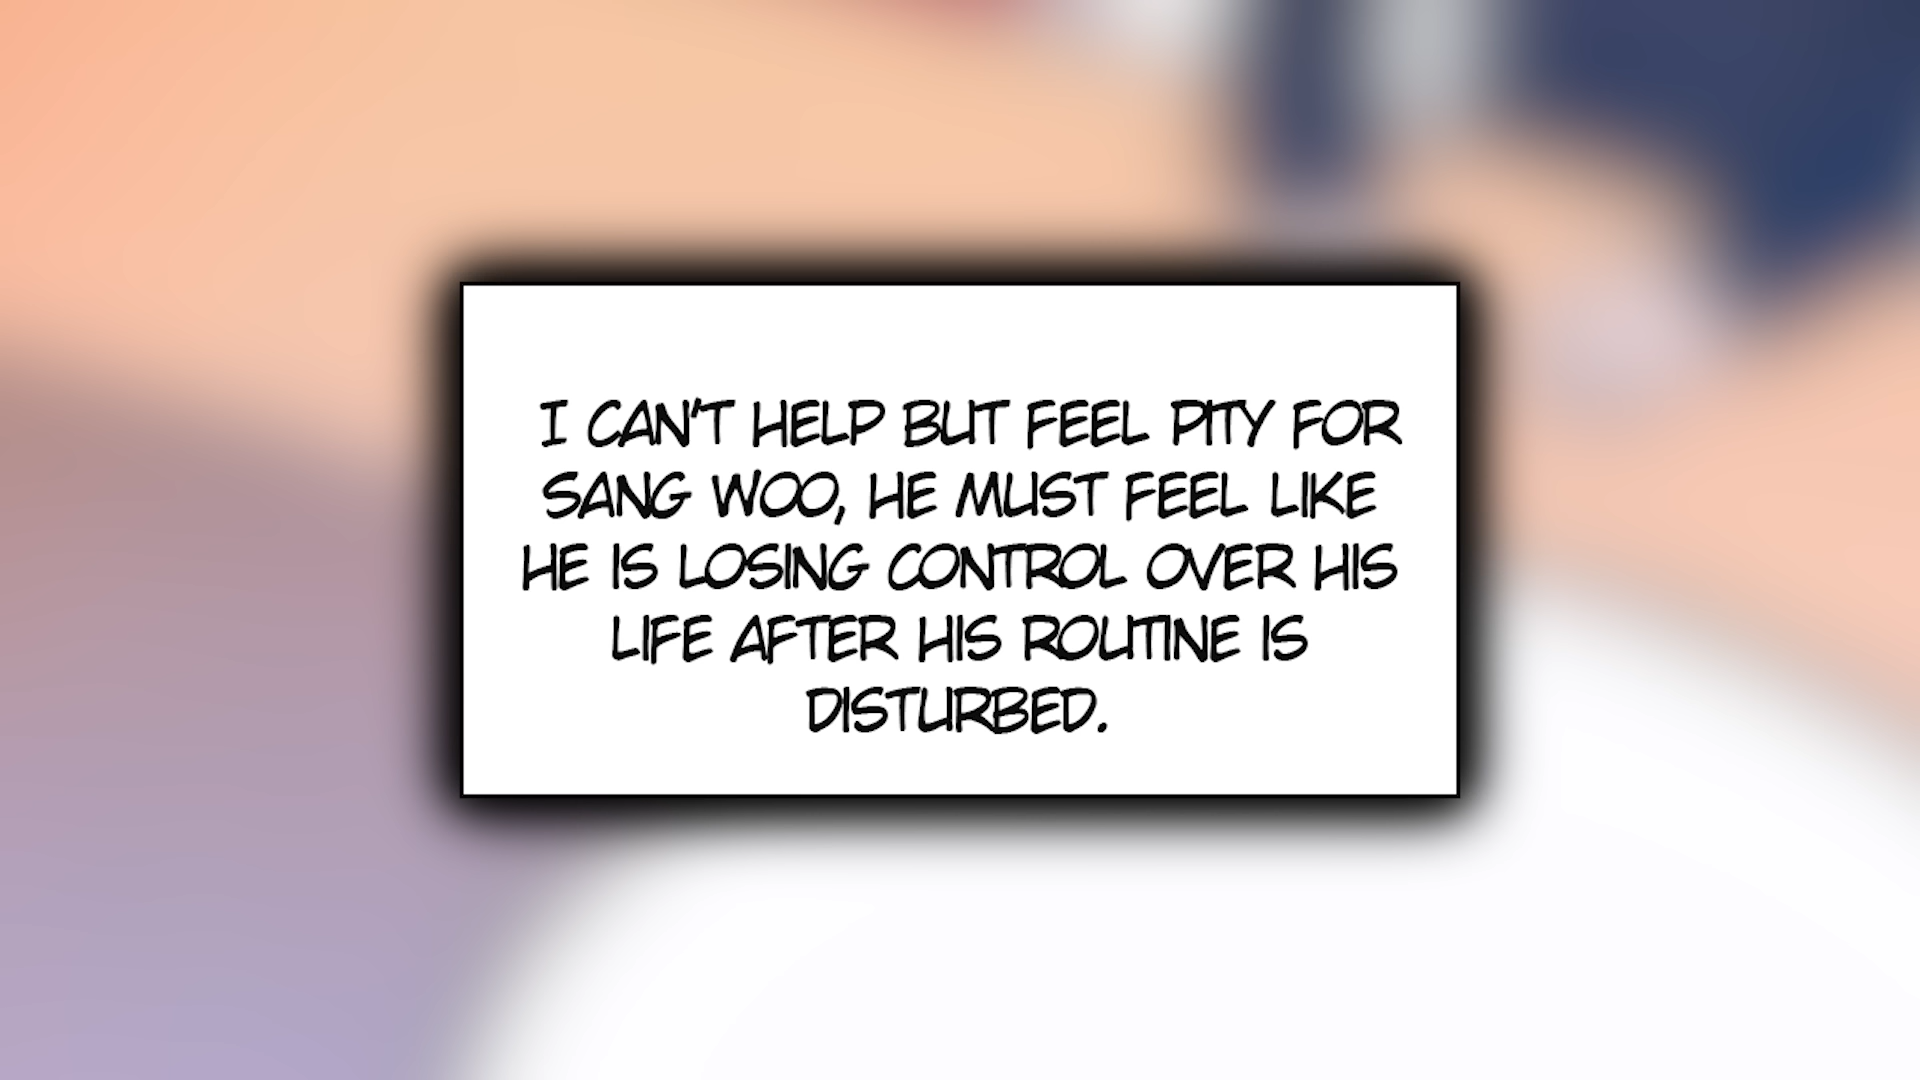 I CAN'T HELP BUT FEEL PITY FOR
SANG WOO, HE MUST FEEL LIKE
HE IS LOSING CONTROL OVER HIS
LIFE AFTER HIS ROUTINE IS
DISTURBED.